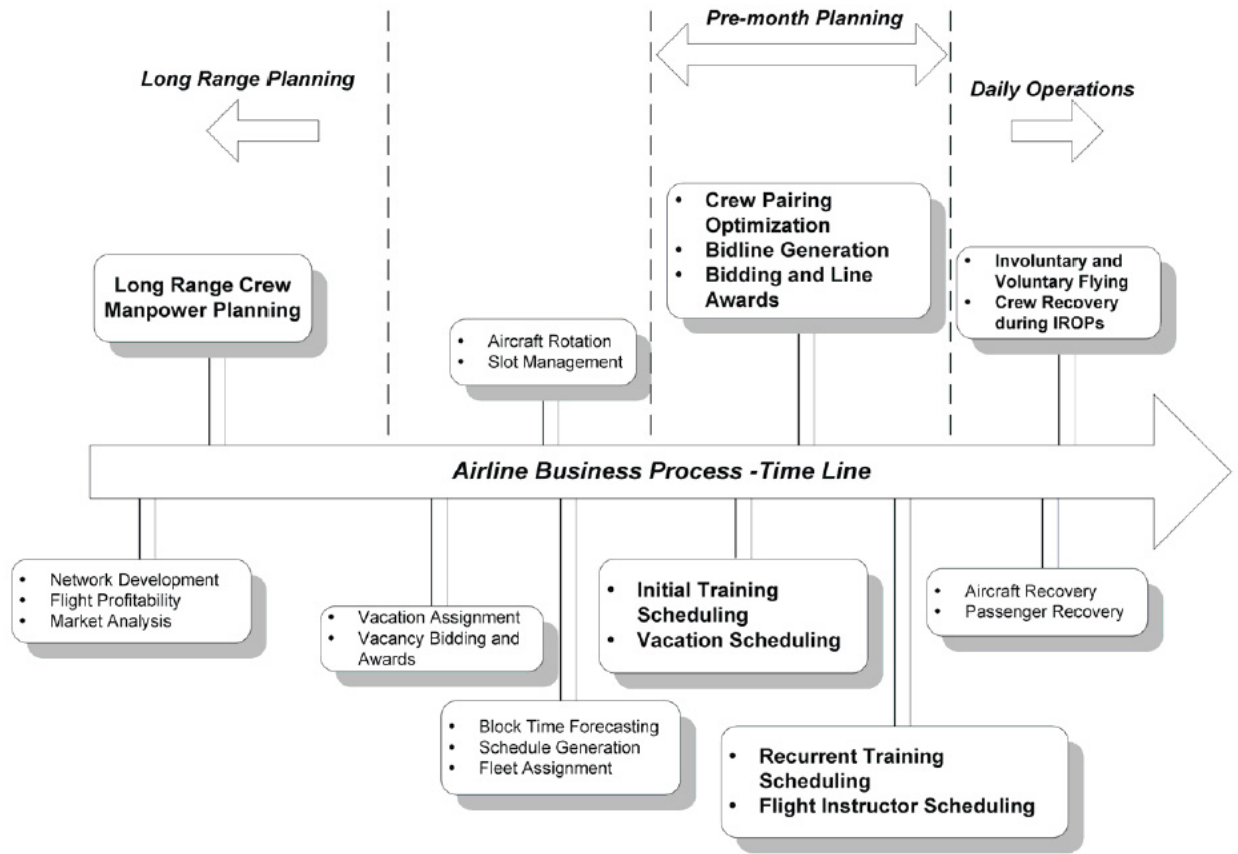 Pre-month Planning
Long Range Planning
Daily Operations
• Crew Pairing
Optimization
• Bidline Generation
• Bidding and Line
Awards
Long Range Crew
Manpower Planning
• Involuntary and
Voluntary Flying
• Crew Recovery
during IROPs
• Aircraft Rotation
• Slot Management
Airline Business Process -Time Line
• Network Development
• Flight Profitability
• Market Analysis
• Vacation Assignment
• Vacancy Bidding and
Awards
• Initial Training
Scheduling
• Vacation Scheduling
• Aircraft Recovery
• Passenger Recovery
• Block Time Forecasting
• Schedule Generation
• Fleet Assignment
• Recurrent Training
Scheduling
• Flight Instructor Scheduling